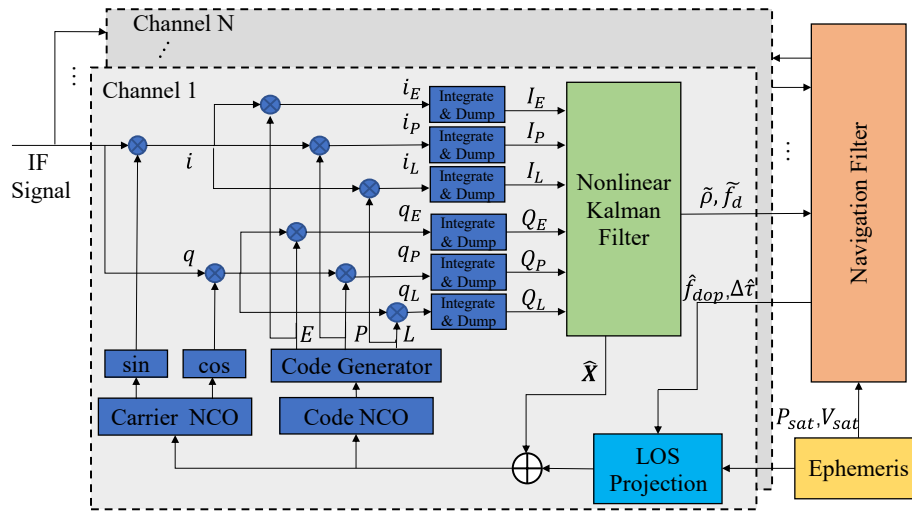 Channel N
⋯
Channel 1
IF
Signal
i
q
i_E
i_P
i_L
q_E
q_P
q_L
Integrate
& Dump
Integrate
& Dump
Integrate
& Dump
Integrate
& Dump
Integrate
& Dump
Integrate
& Dump
I_E
I_P
I_L
Q_E
Q_P
Q_L
Nonlinear
Kalman
Filter
ρ̃, f̃_d
f̂_dop, Δτ̂
Navigation Filter
E
P
L
sin
cos
Code Generator
Carrier NCO
Code NCO
X̂
LOS
Projection
P_sat, V_sat
Ephemeris